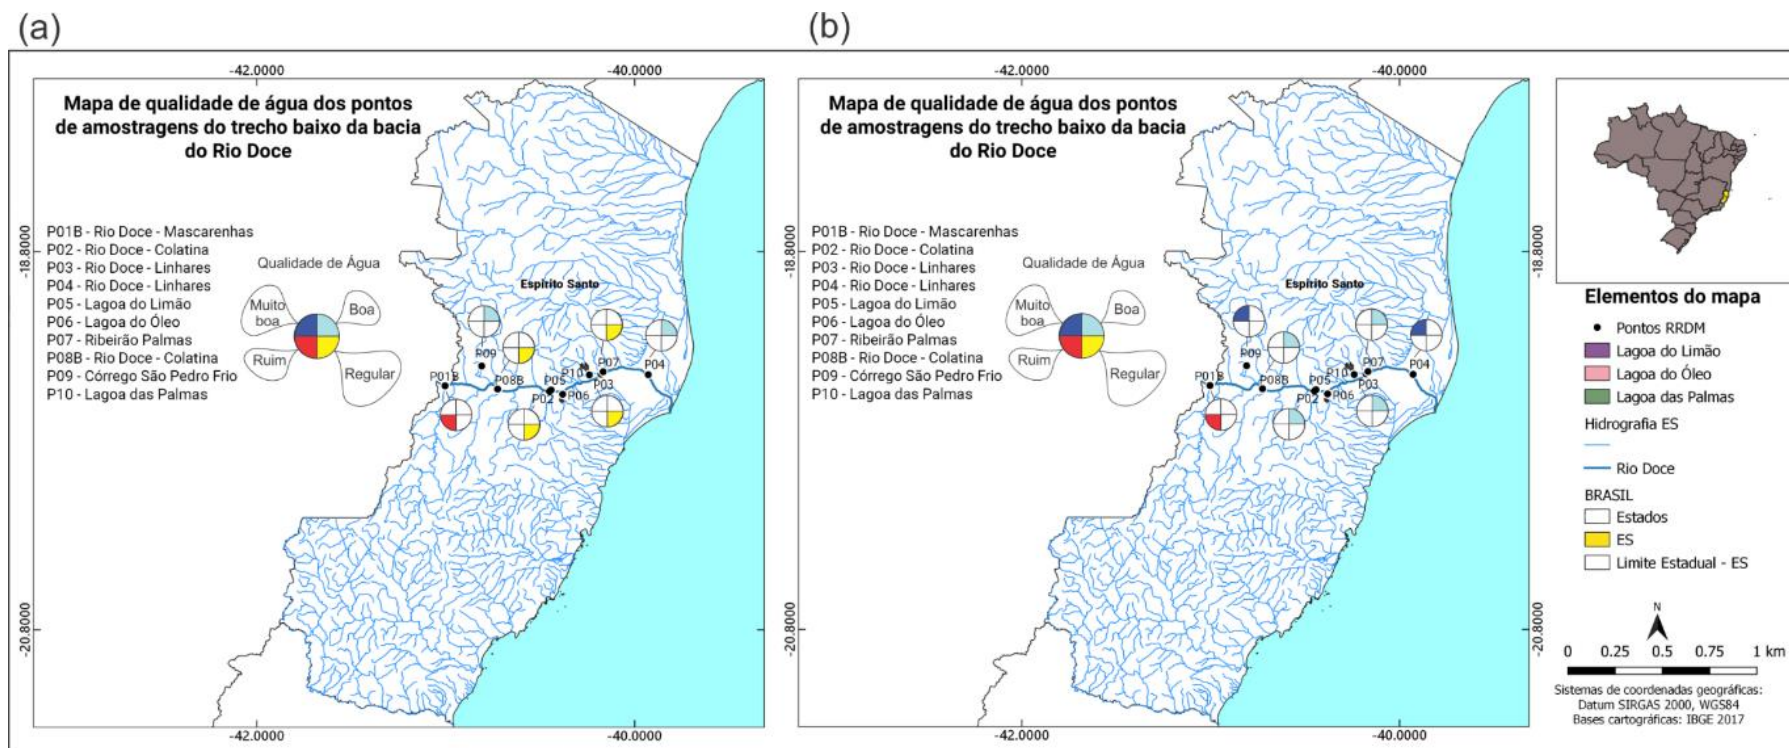 (a)
-42.0000
-40.0000
Mapa de qualidade de água dos pontos
de amostragens do trecho baixo da bacia
do Rio Doce
P01B - Rio Doce - Mascarenhas
P02 - Rio Doce - Colatina
P03 - Rio Doce - Linhares
P04 - Rio Doce - Linhares
P05 - Lagoa do Limão
P06 - Lagoa do Óleo
P07 - Ribeirão Palmas
P08B - Rio Doce - Colatina
P09 - Córrego São Pedro Frio
P10 - Lagoa das Palmas
Qualidade de Água
Muito
boa
Boa
Ruim
Regular
Espírito Santo
P09
P07
P04
P10
P01B
P08B
P05
P03
P02
P06
-18.8000
-18.8000
-20.8000
-20.8000
-42.0000
-40.0000
(b)
-42.0000
-40.0000
Mapa de qualidade de água dos pontos
de amostragens do trecho baixo da bacia
do Rio Doce
P01B - Rio Doce - Mascarenhas
P02 - Rio Doce - Colatina
P03 - Rio Doce - Linhares
P04 - Rio Doce - Linhares
P05 - Lagoa do Limão
P06 - Lagoa do Óleo
P07 - Ribeirão Palmas
P08B - Rio Doce - Colatina
P09 - Córrego São Pedro Frio
P10 - Lagoa das Palmas
Qualidade de Água
Muito
boa
Boa
Ruim
Regular
Espírito Santo
P09
P07
P04
P10
P01B
P08B
P05
P03
P02
P06
-18.8000
-20.8000
-42.0000
-40.0000
Elementos do mapa
Pontos RRDM
Lagoa do Limão
Lagoa do Óleo
Lagoa das Palmas
Hidrografia ES
Rio Doce
BRASIL
Estados
ES
Limite Estadual - ES
N
0 0.25 0.5 0.75 1 km
Sistemas de coordenadas geográficas:
Datum SIRGAS 2000, WGS84
Bases cartográficas: IBGE 2017